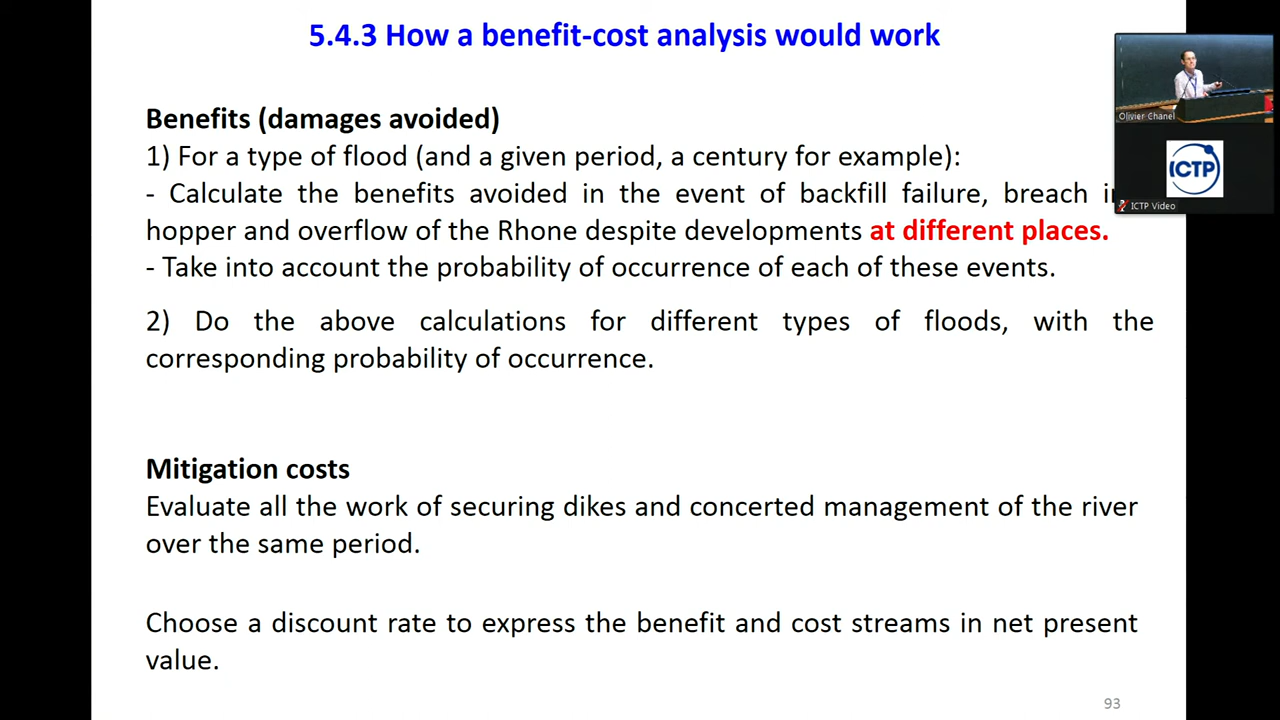 5.4.3 How a benefit-cost analysis would work
Benefits (damages avoided)
1) For a type of flood (and a given period, a century for example):
- Calculate the benefits avoided in the event of backfill failure, breach
hopper and overflow of the Rhone despite developments at different places.
- Take into account the probability of occurrence of each of these events.
2) Do the above calculations for different types of floods, with the
corresponding probability of occurrence.
Mitigation costs
Evaluate all the work of securing dikes and concerted management of the river
over the same period.
Choose a discount rate to express the benefit and cost streams in net present
value.
93
Olivier Chanel
ICTP
ICTP Video